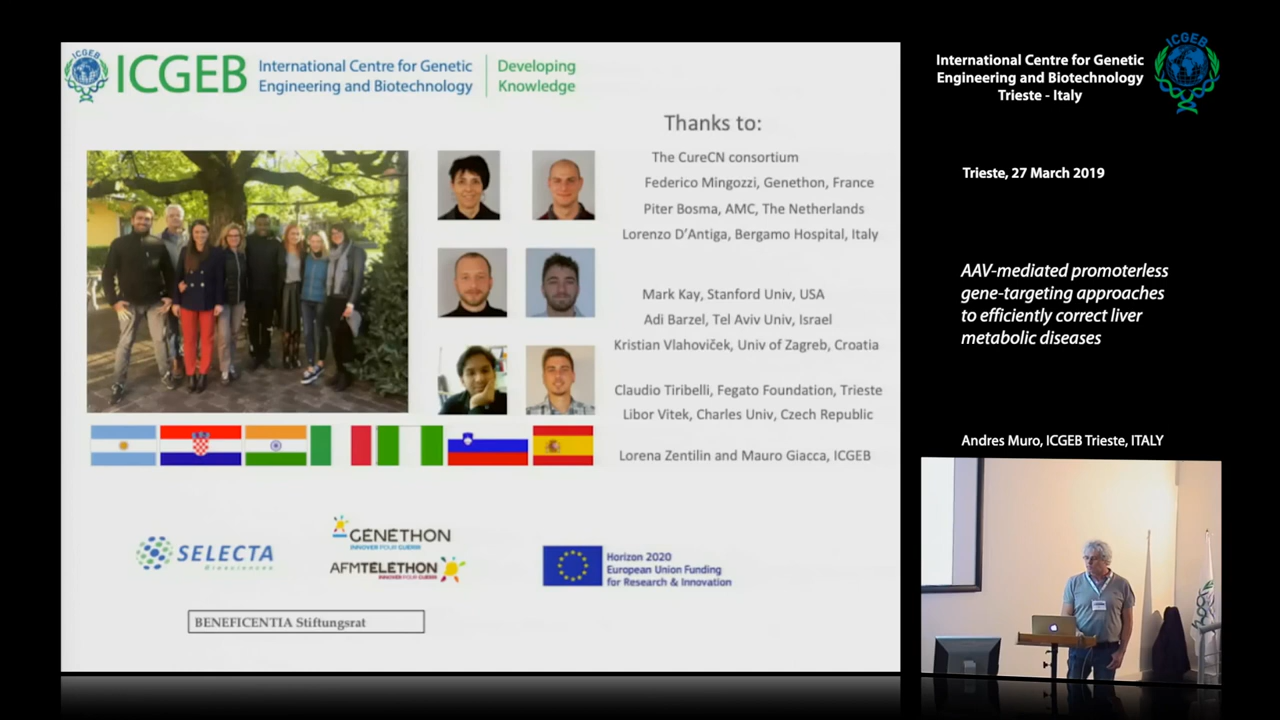 ICGEB
ICGEB
International Centre for Genetic
Engineering and Biotechnology
Developing
Knowledge
Thanks to:
The CureCN consortium
Federico Mingozzi, Genethon, France
Piter Bosma, AMC, The Netherlands
Lorenzo D'Antiga, Bergamo Hospital, Italy
Mark Kay, Stanford Univ, USA
Adi Barzel, Tel Aviv Univ, Israel
Kristian Vlahoviček, Univ of Zagreb, Croatia
Claudio Tiribelli, Fegato Foundation, Trieste
Libor Vitek, Charles Univ, Czech Republic
Lorena Zentilin and Mauro Giacca, ICGEB
SELECTA
Biosciences
GENETHON
INNOVER POUR GUERIR
AFMTELETHON
INNOVER POUR GUERIR
Horizon 2020
European Union Funding
for Research & Innovation
BENEFICENTIA Stiftungsrat
International Centre for Genetic
Engineering and Biotechnology
Trieste - Italy
ICGEB
Trieste, 27 March 2019
AAV-mediated promoterless
gene-targeting approaches
to efficiently correct liver
metabolic diseases
Andres Muro, ICGEB Trieste, ITALY